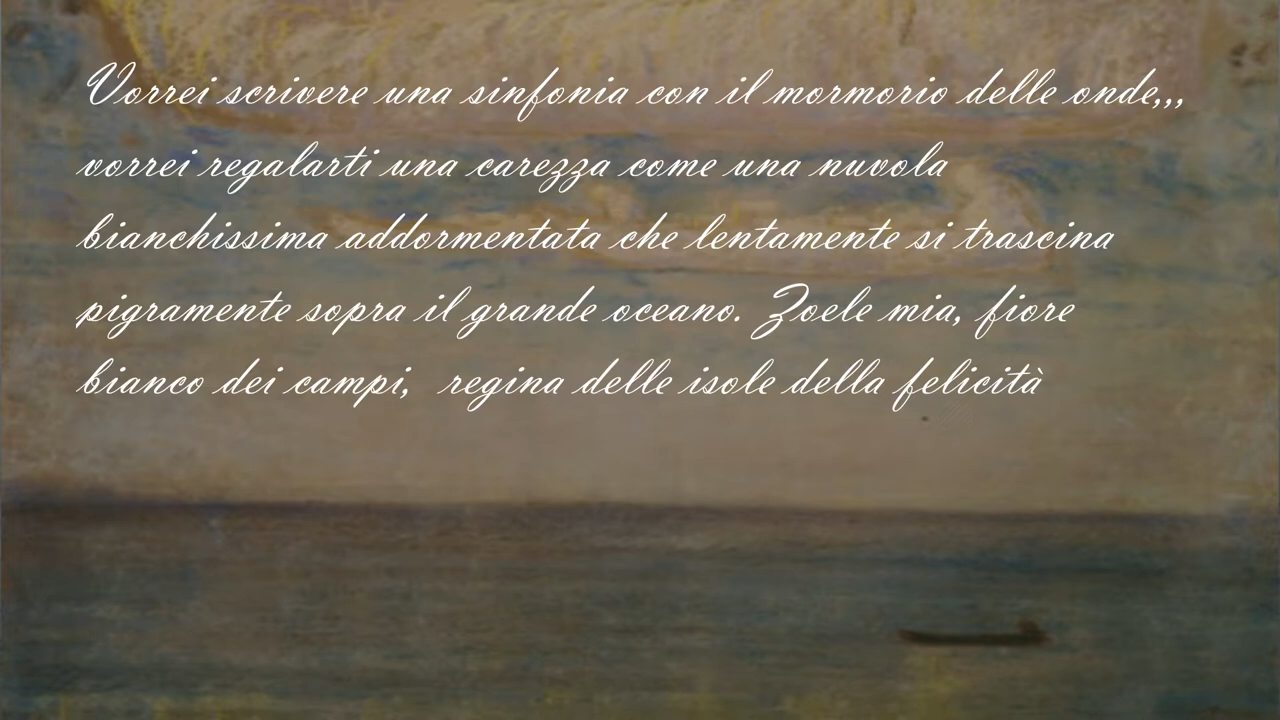 Vorrei scrivere una sinfonia con il mormorio delle onde,,,
vorrei regalarti una carezza come una nuvola
bianchissima addormentata che lentamente si trascina
pigramente sopra il grande oceano. Zoele mia, fiore
bianco dei campi,  regina delle isole della felicità